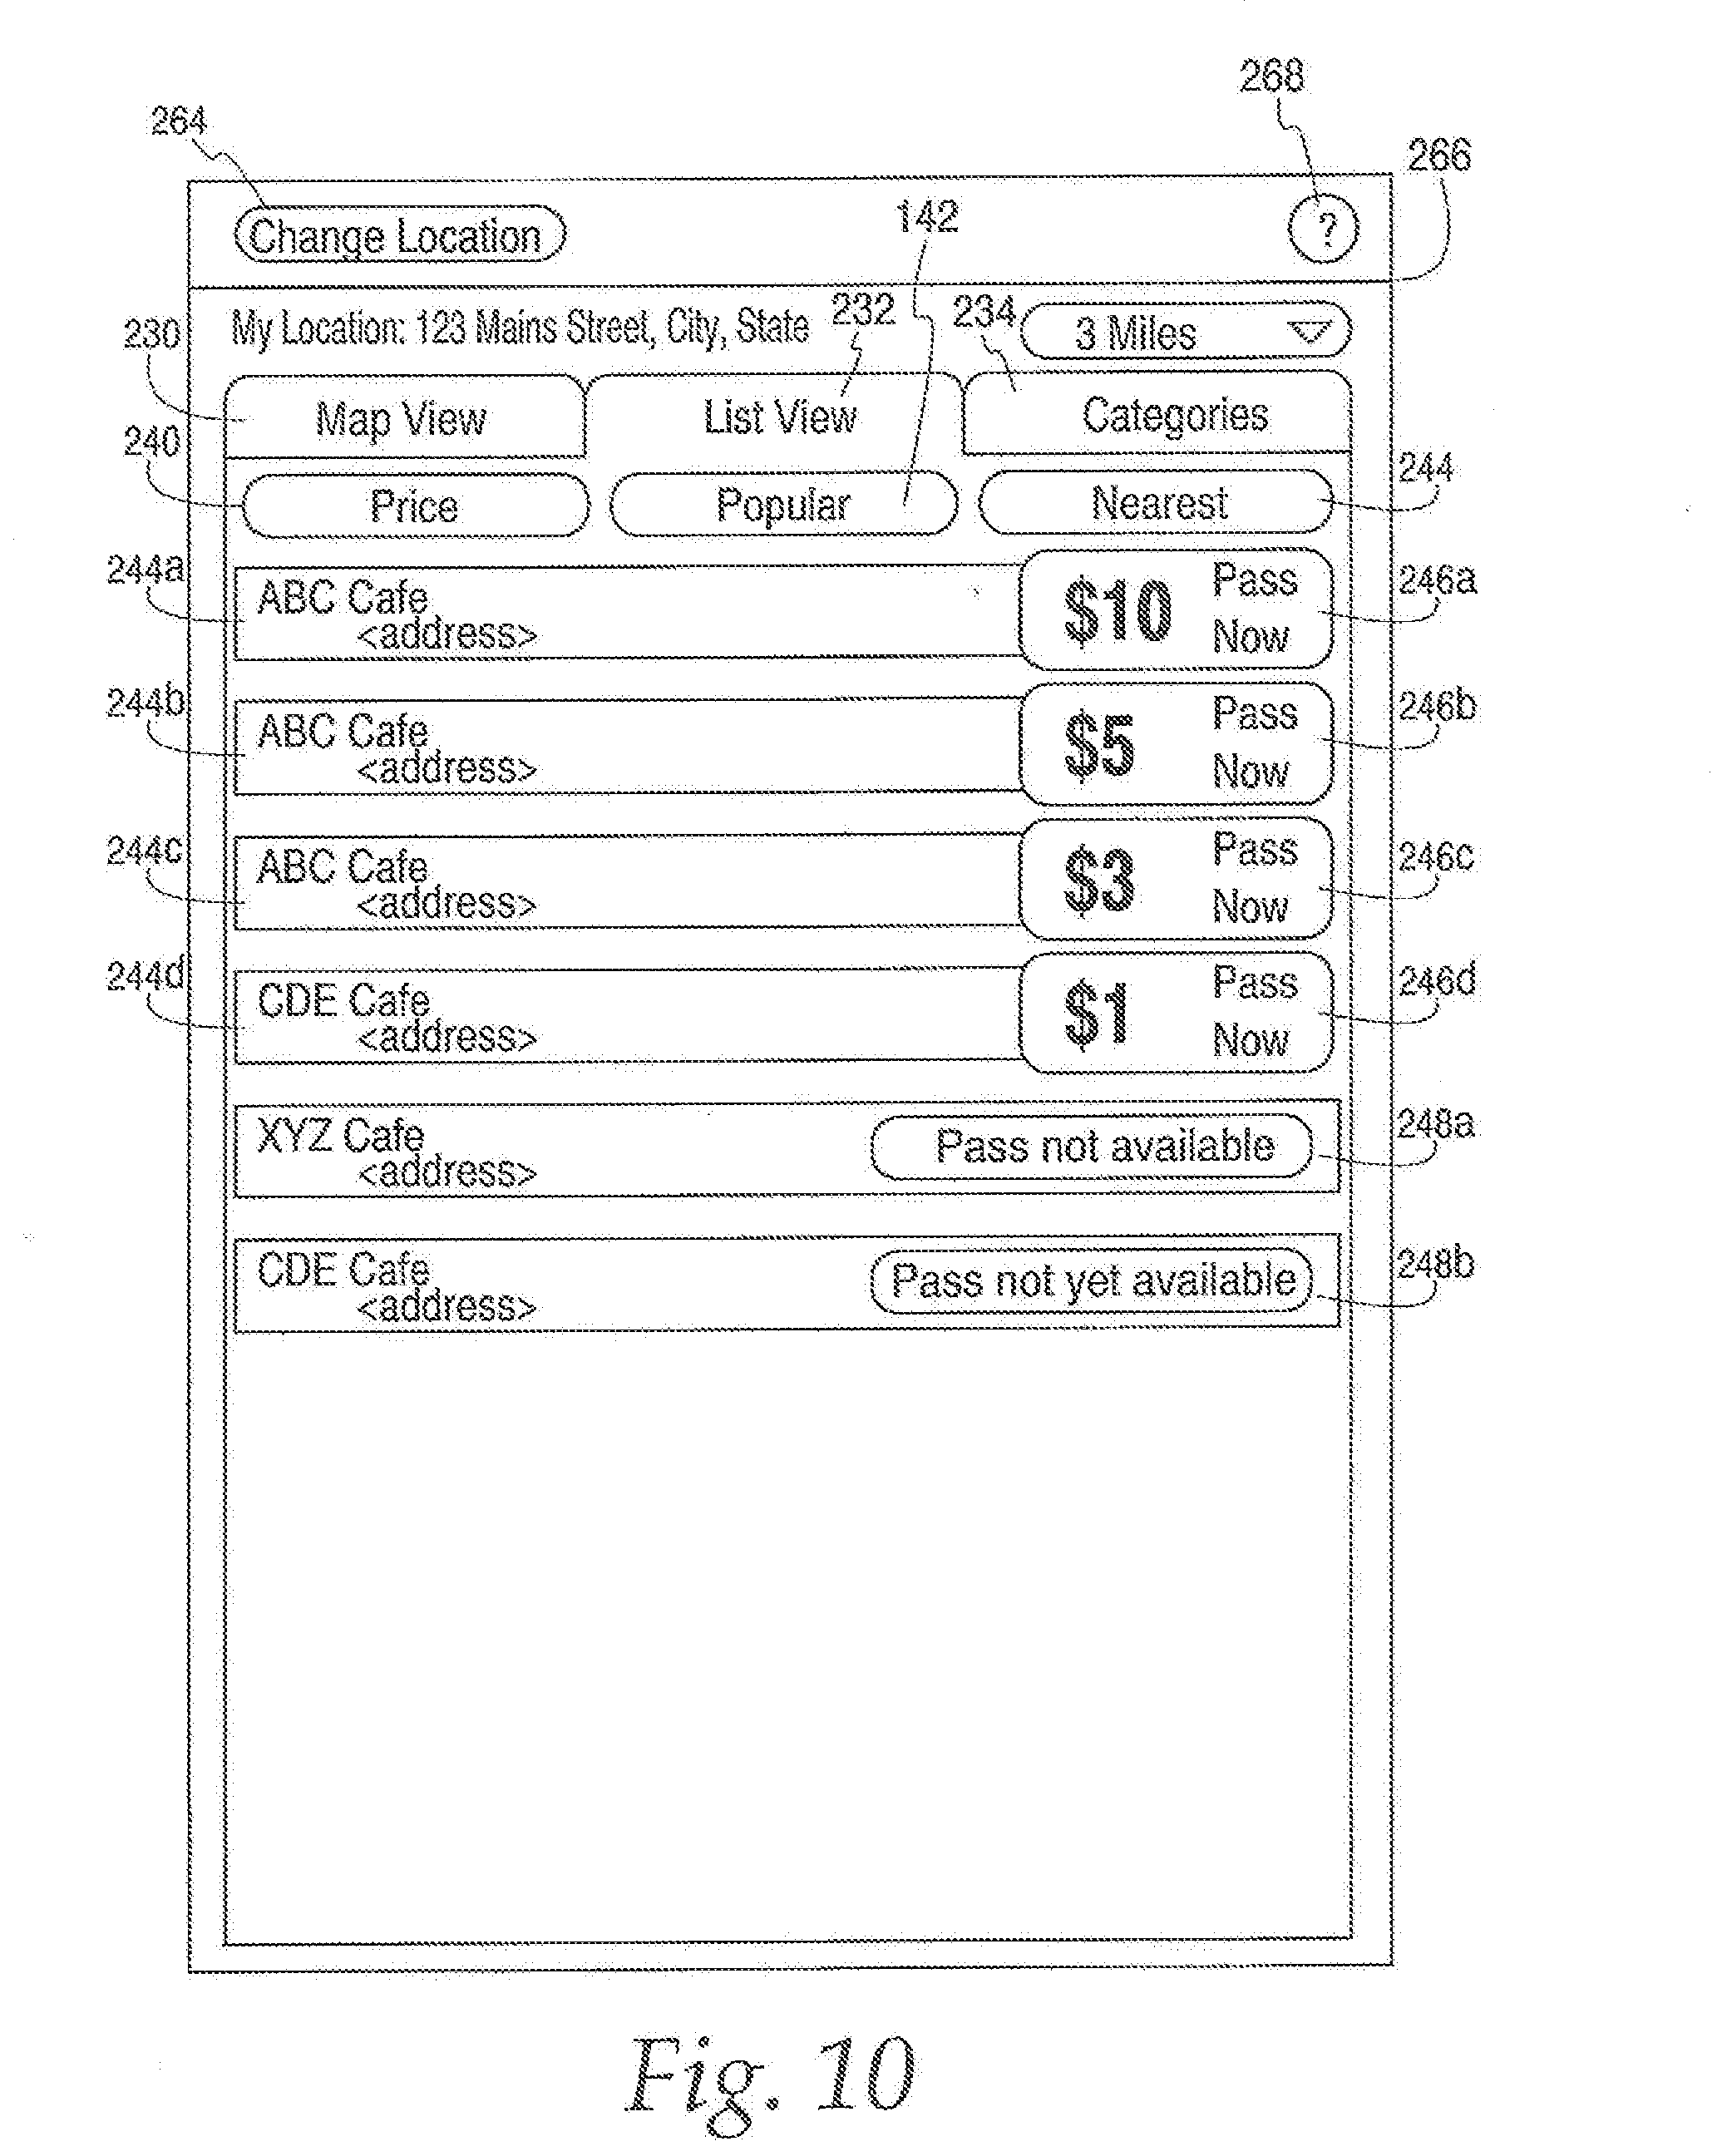 268
264
266
Change Location
142
?
My Location: 123 Mains Street, City, State
232
234
3 Miles
230
Map View
List View
Categories
240
244
Price
Popular
Nearest
244a
ABC Cafe
<address>
$10
Pass
Now
246a
244b
ABC Cafe
<address>
$5
Pass
Now
246b
244c
ABC Cafe
<address>
$3
Pass
Now
246c
244d
CDE Cafe
<address>
$1
Pass
Now
246d
XYZ Cafe
<address>
Pass not available
248a
CDE Cafe
<address>
Pass not yet available
248b
Fig. 10